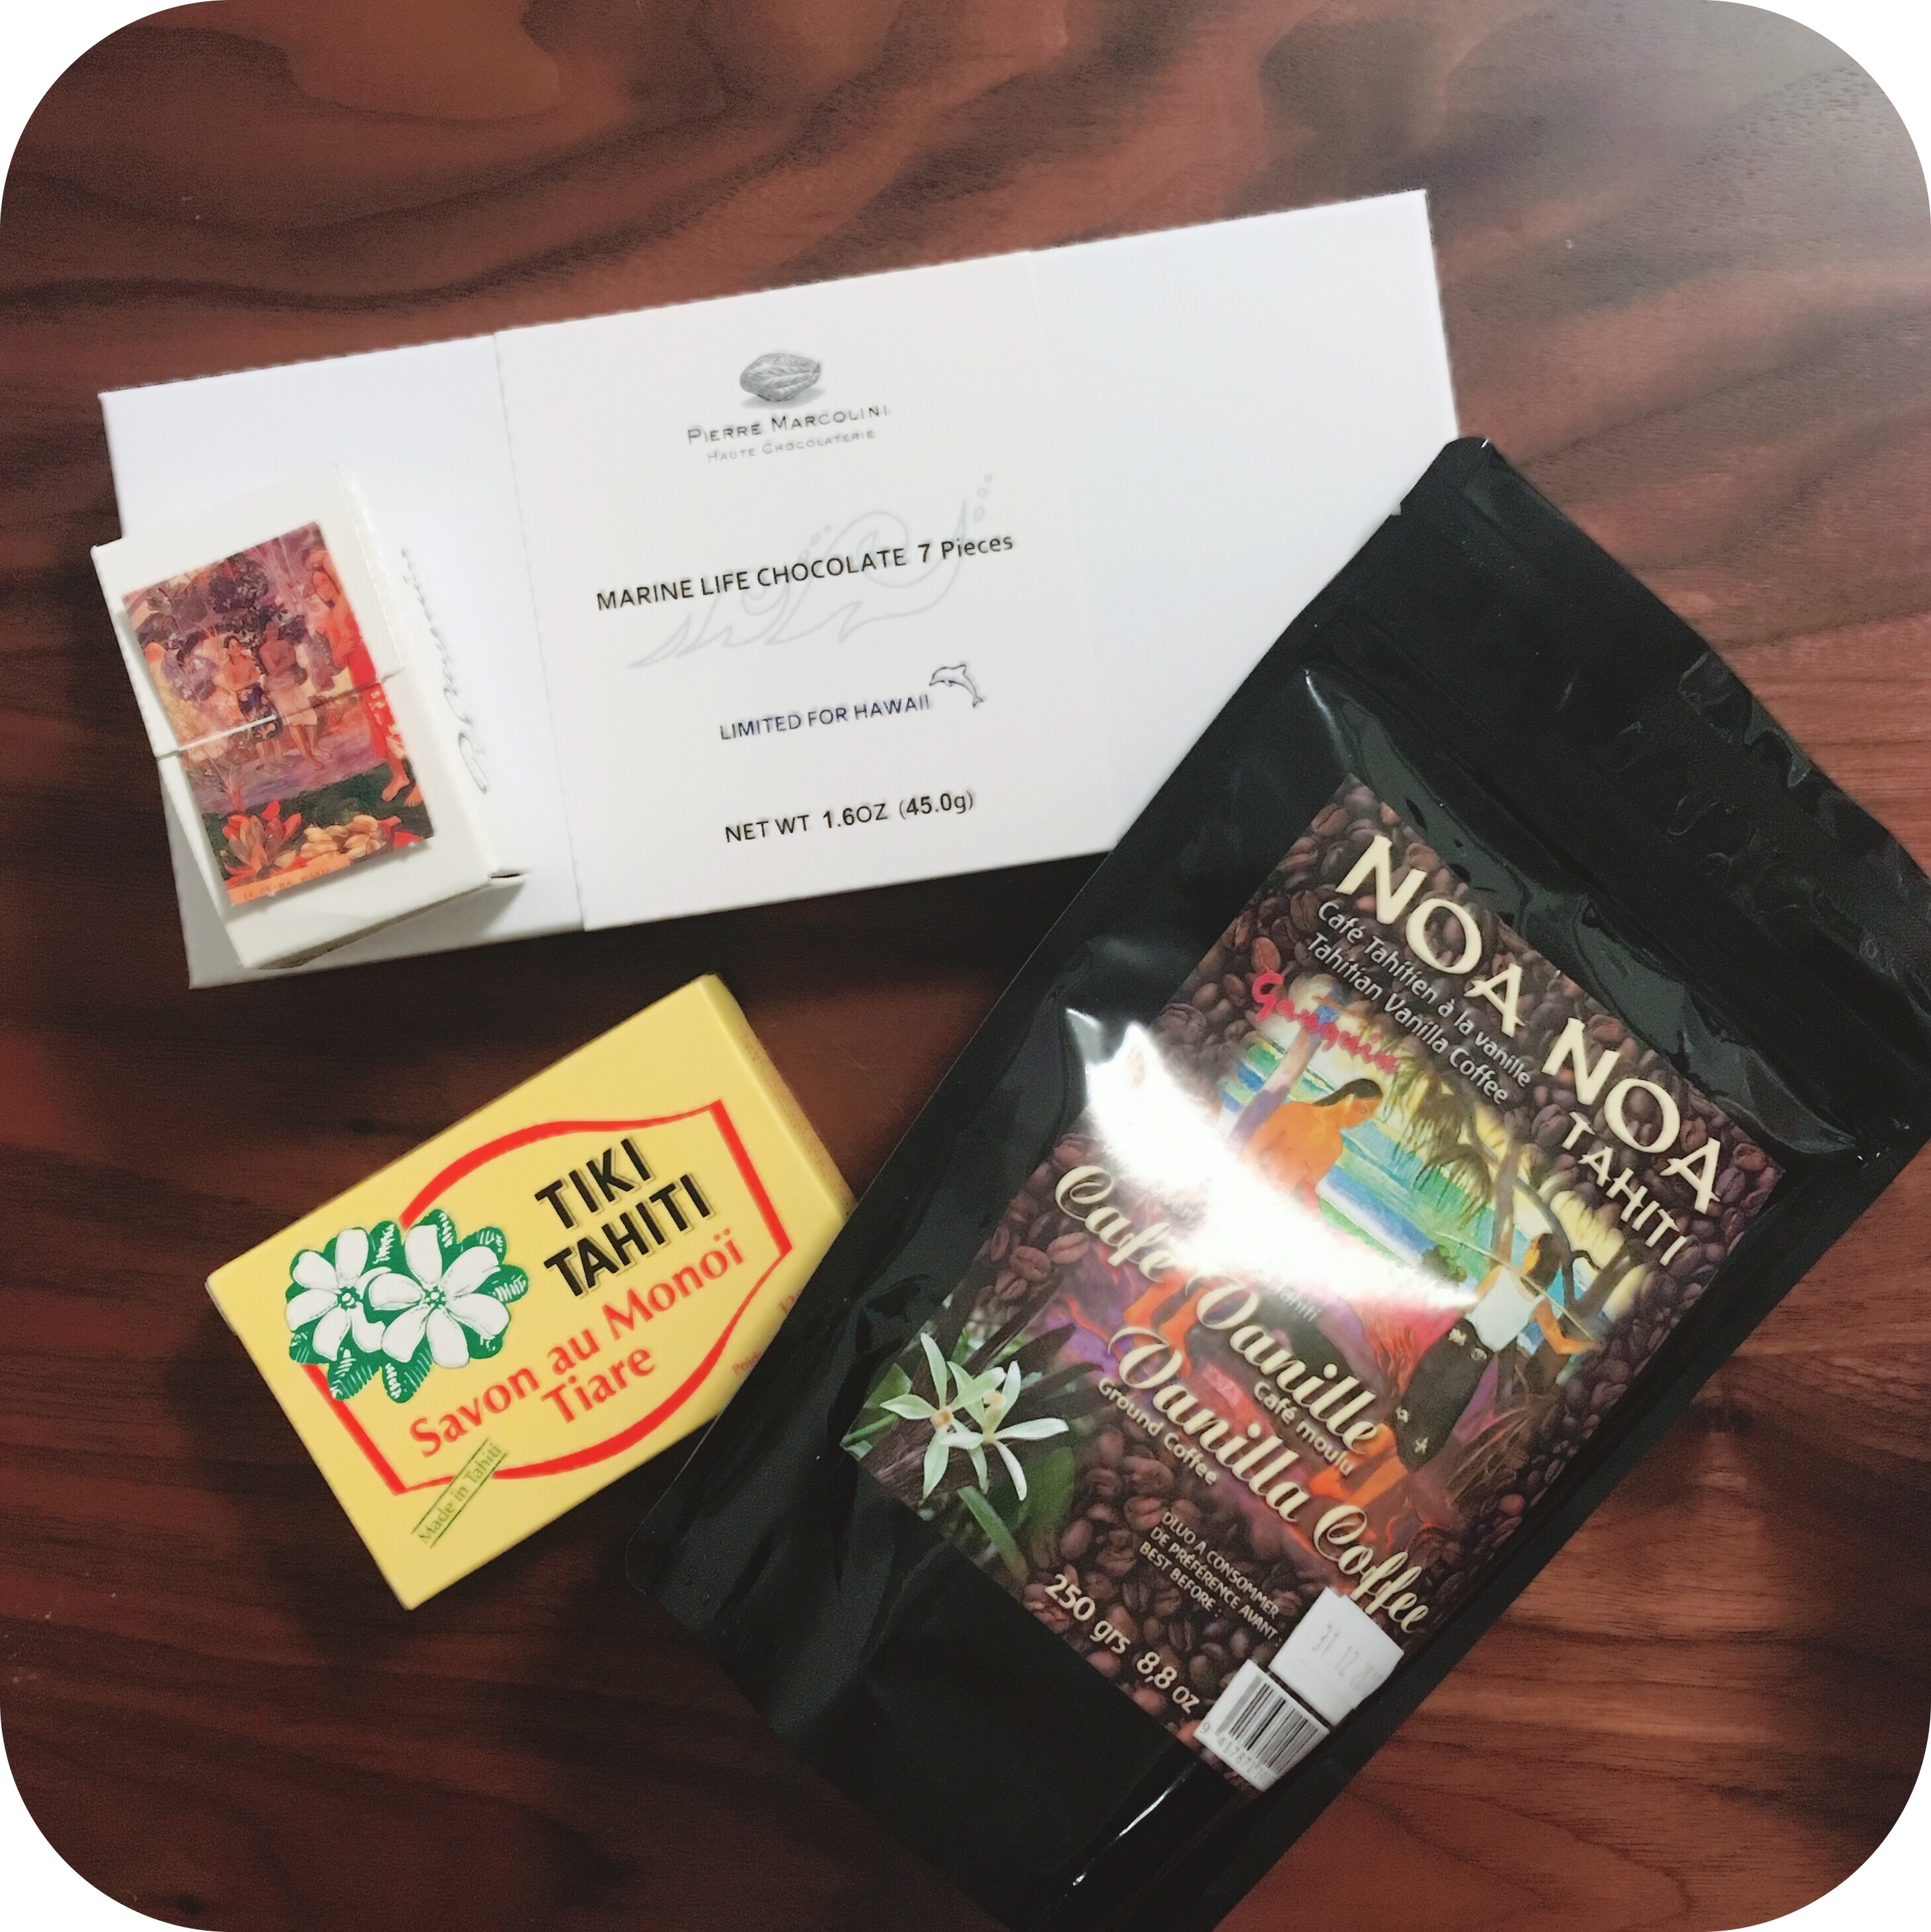 PIERRE MARCOLINI
HAUTE CHOCOLATERIE
MARINE LIFE CHOCOLATE 7 Pieces
LIMITED FOR HAWAII
NET WT 1.6OZ (45.0g)
TIKI
TAHITI
Savon au Monoï
Tiare
Made in Tahiti
NOA NOA
TAHITI
Café Tahitien à la vanille
Tahitian Vanilla Coffee
gauguin
Café Vanille
Café moulu
Vanilla Coffee
Ground Coffee
DLUO A CONSOMMER
DE PRÉFÉRENCE AVANT :
BEST BEFORE :
31 12
250 grs 8,8 oz